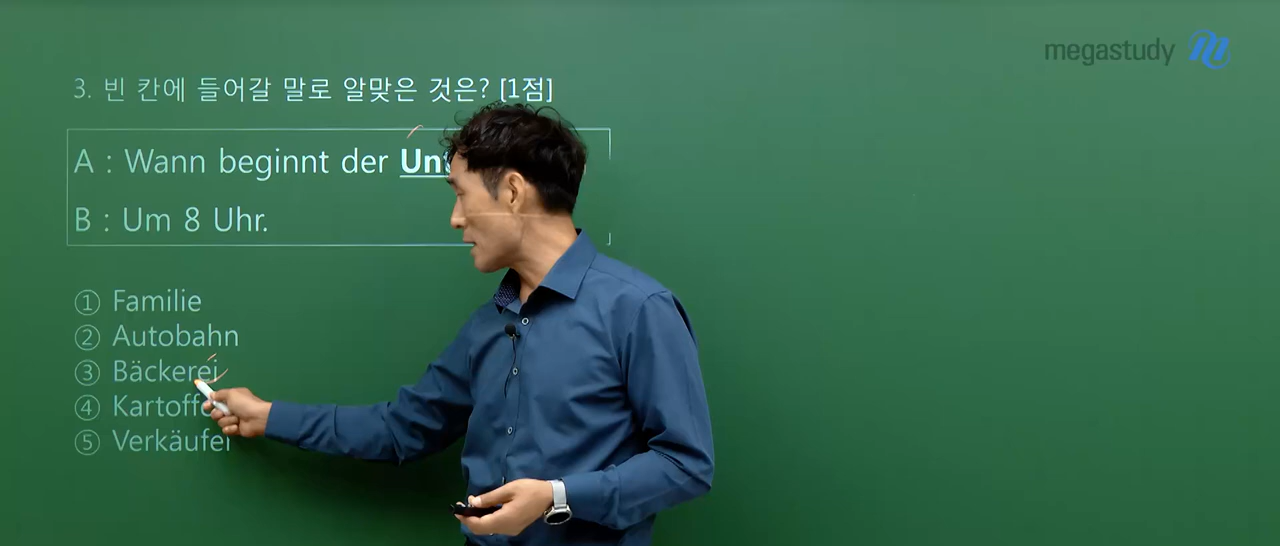 megastudy
3. 빈 칸에 들어갈 말로 알맞은 것은? [1점]
A : Wann beginnt der
B : Um 8 Uhr.
① Familie
② Autobahn
③ Bäckerei
④
⑤